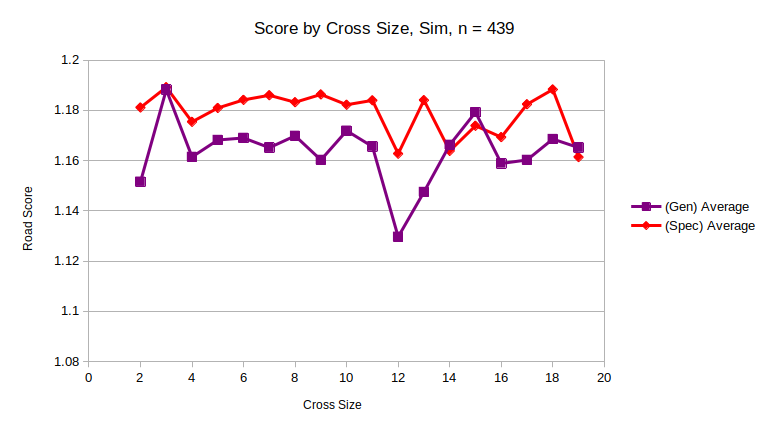 Score by Cross Size, Sim, n = 439
1.2
1.18
1.16
1.14
1.12
1.1
1.08
Road Score
0 2 4 6 8 10 12 14 16 18 20
Cross Size
(Gen) Average
(Spec) Average